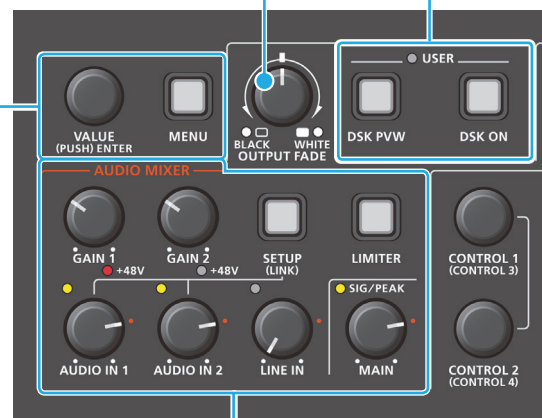 USER
VALUE
(PUSH) ENTER
MENU
BLACK
WHITE
OUTPUT FADE
DSK PVW
DSK ON
AUDIO MIXER
GAIN 1
GAIN 2
SETUP
(LINK)
LIMITER
CONTROL 1
(CONTROL 3)
+48V
+48V
SIG/PEAK
AUDIO IN 1
AUDIO IN 2
LINE IN
MAIN
CONTROL 2
(CONTROL 4)